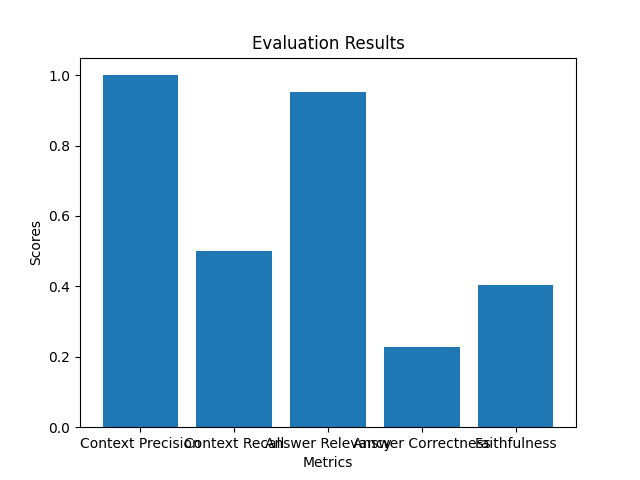 Evaluation Results
1.0
0.8
0.6
0.4
0.2
0.0
Scores
Context Precision Context Recall Answer Relevancy Answer Correctness Faithfulness
Metrics